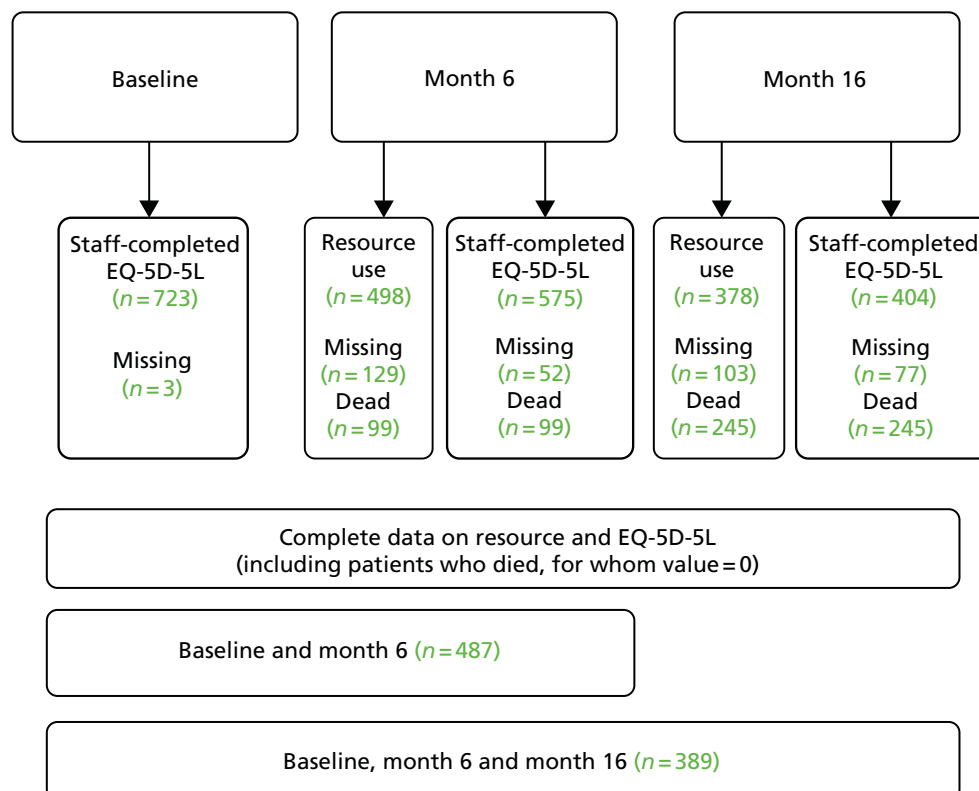 Baseline
Month 6
Month 16
Staff-completed
EQ-5D-5L
(n=723)
Missing
(n=3)
Resource
use
(n=498)
Missing
(n=129)
Dead
(n=99)
Staff-completed
EQ-5D-5L
(n=575)
Missing
(n=52)
Dead
(n=99)
Resource
use
(n=378)
Missing
(n=103)
Dead
(n=245)
Staff-completed
EQ-5D-5L
(n=404)
Missing
(n=77)
Dead
(n=245)
Complete data on resource and EQ-5D-5L
(including patients who died, for whom value=0)
Baseline and month 6 (n=487)
Baseline, month 6 and month 16 (n=389)